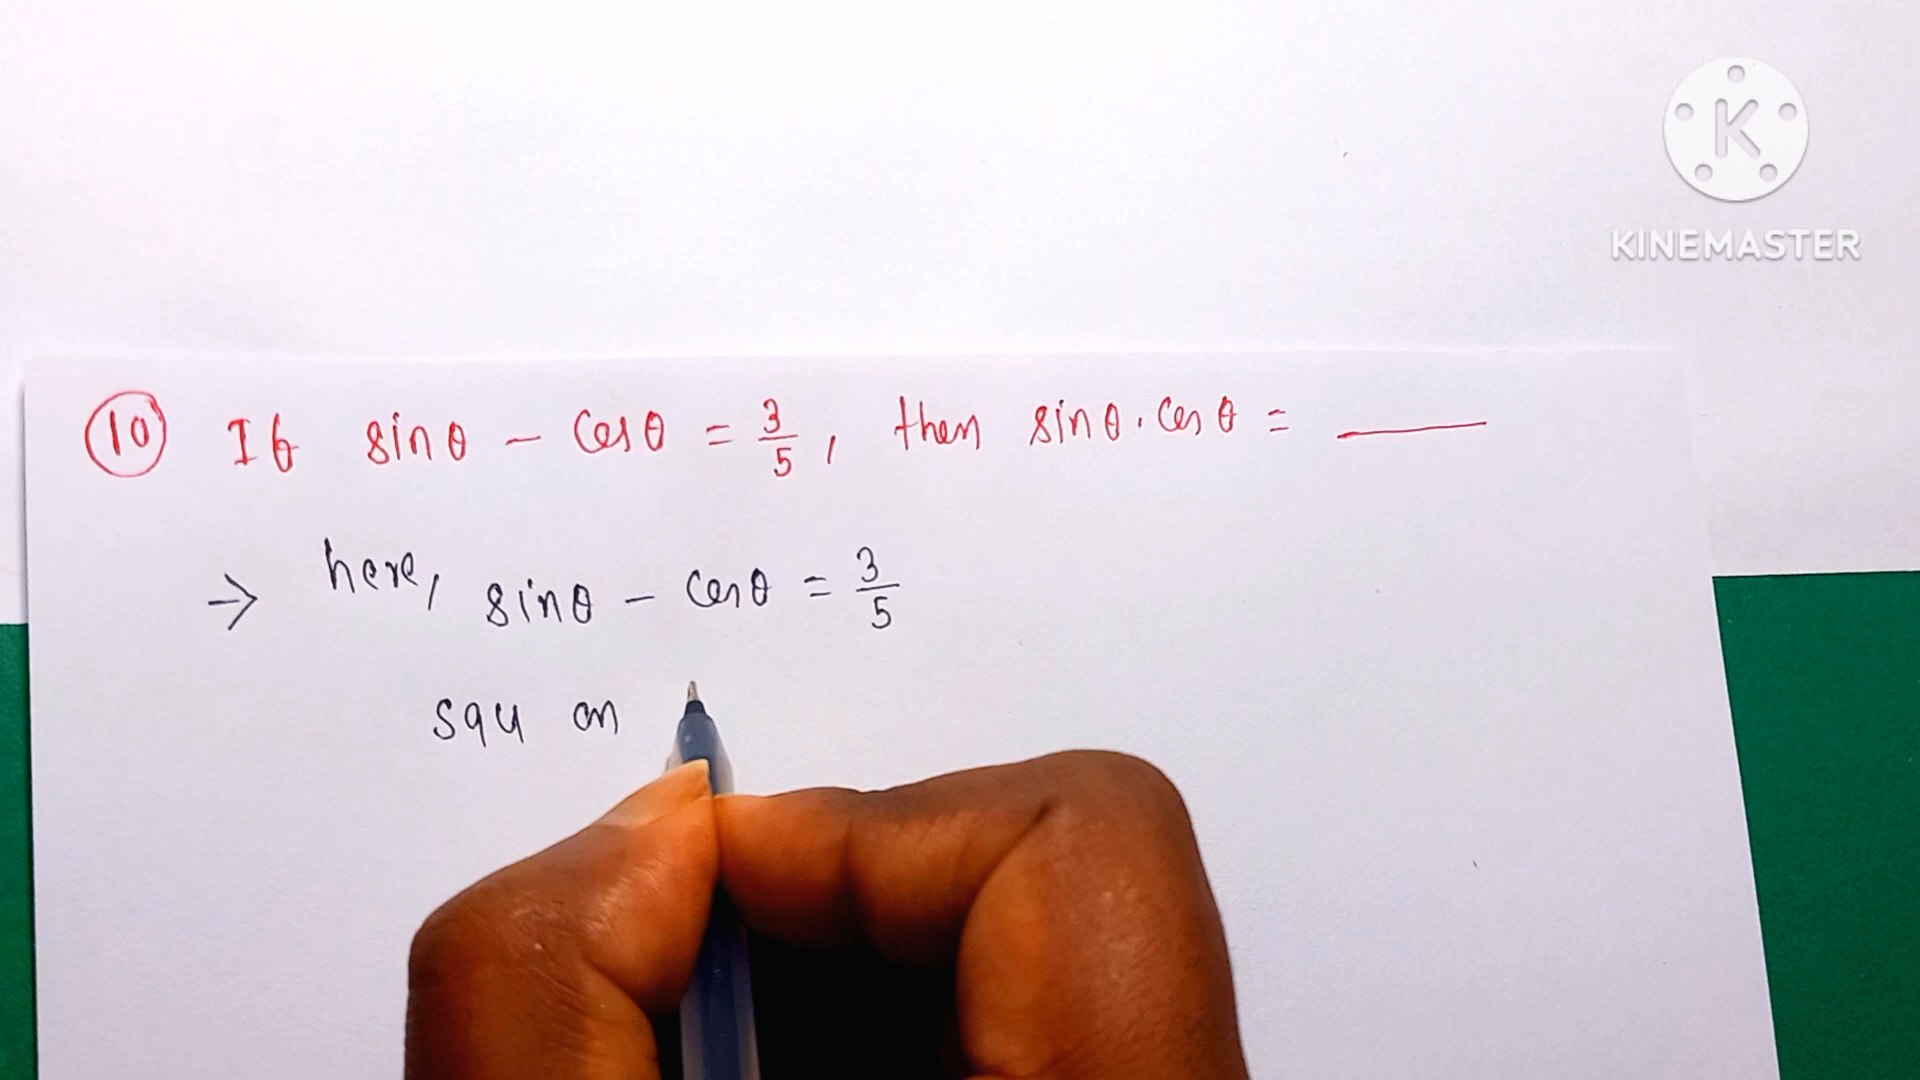 K
KINEMASTER
10 If sinθ - cosθ = 3/5, then sinθ. cosθ = ____
→ here, sinθ - cosθ = 3/5
squ on